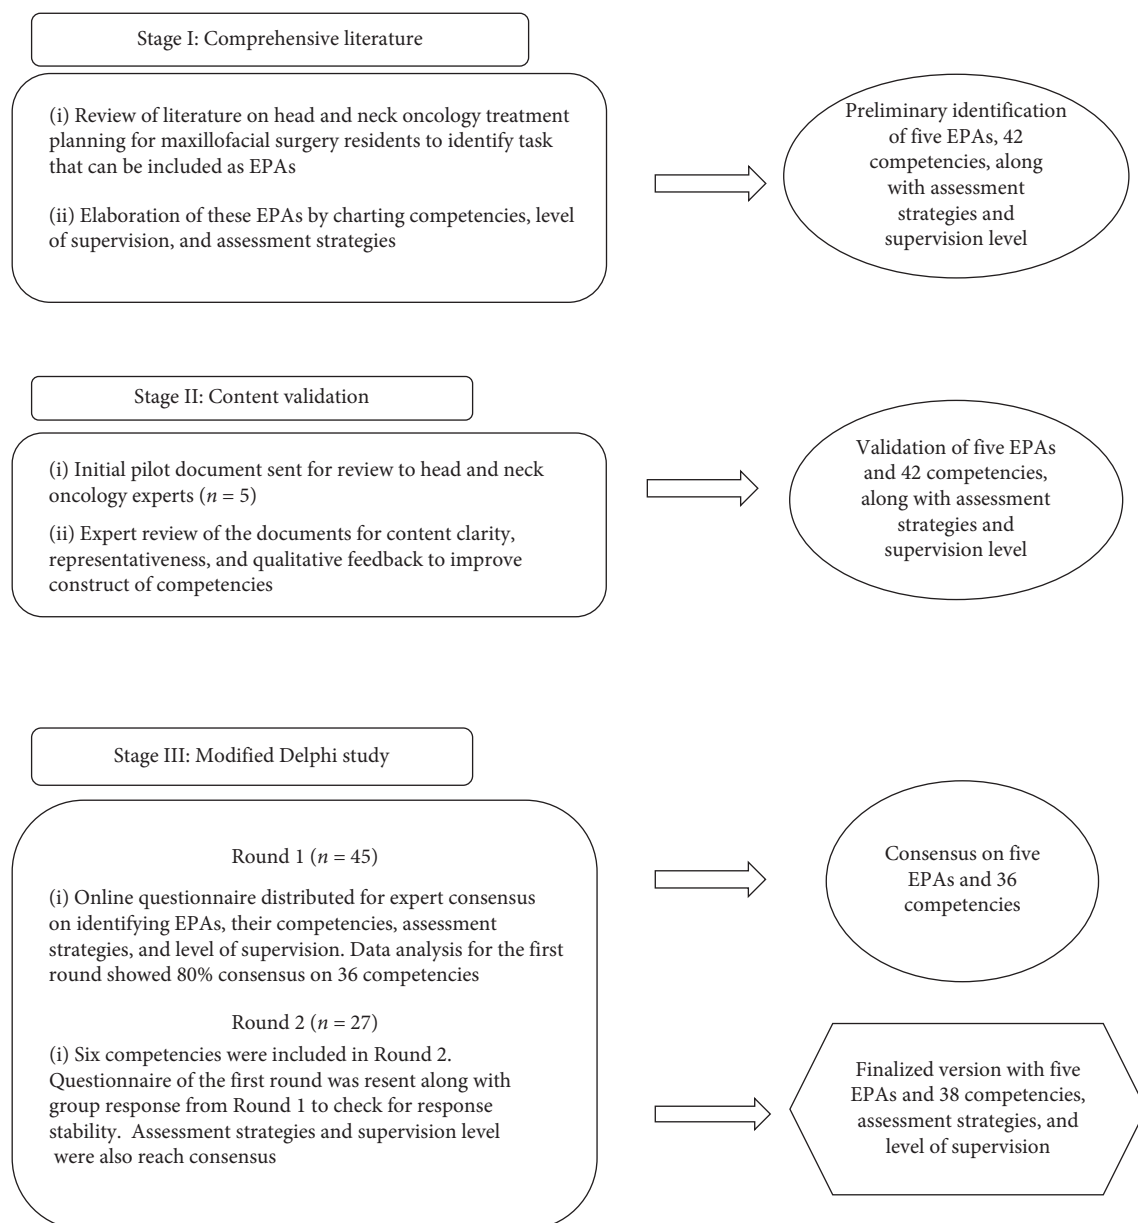 Stage I: Comprehensive literature
(i) Review of literature on head and neck oncology treatment
planning for maxillofacial surgery residents to identify task
that can be included as EPAs
(ii) Elaboration of these EPAs by charting competencies, level
of supervision, and assessment strategies
Preliminary identification
of five EPAs, 42
competencies, along
with assessment
strategies and
supervision level
Stage II: Content validation
(i) Initial pilot document sent for review to head and neck
oncology experts (n = 5)
(ii) Expert review of the documents for content clarity,
representativeness, and qualitative feedback to improve
construct of competencies
Validation of five EPAs
and 42 competencies,
along with assessment
strategies and
supervision level
Stage III: Modified Delphi study
Round 1 (n = 45)
(i) Online questionnaire distributed for expert consensus
on identifying EPAs, their competencies, assessment
strategies, and level of supervision. Data analysis for the first
round showed 80% consensus on 36 competencies
Consensus on five
EPAs and 36
competencies
Round 2 (n = 27)
(i) Six competencies were included in Round 2.
Questionnaire of the first round was resent along with
group response from Round 1 to check for response
stability. Assessment strategies and supervision level
were also reach consensus
Finalized version with five
EPAs and 38 competencies,
assessment strategies, and
level of supervision